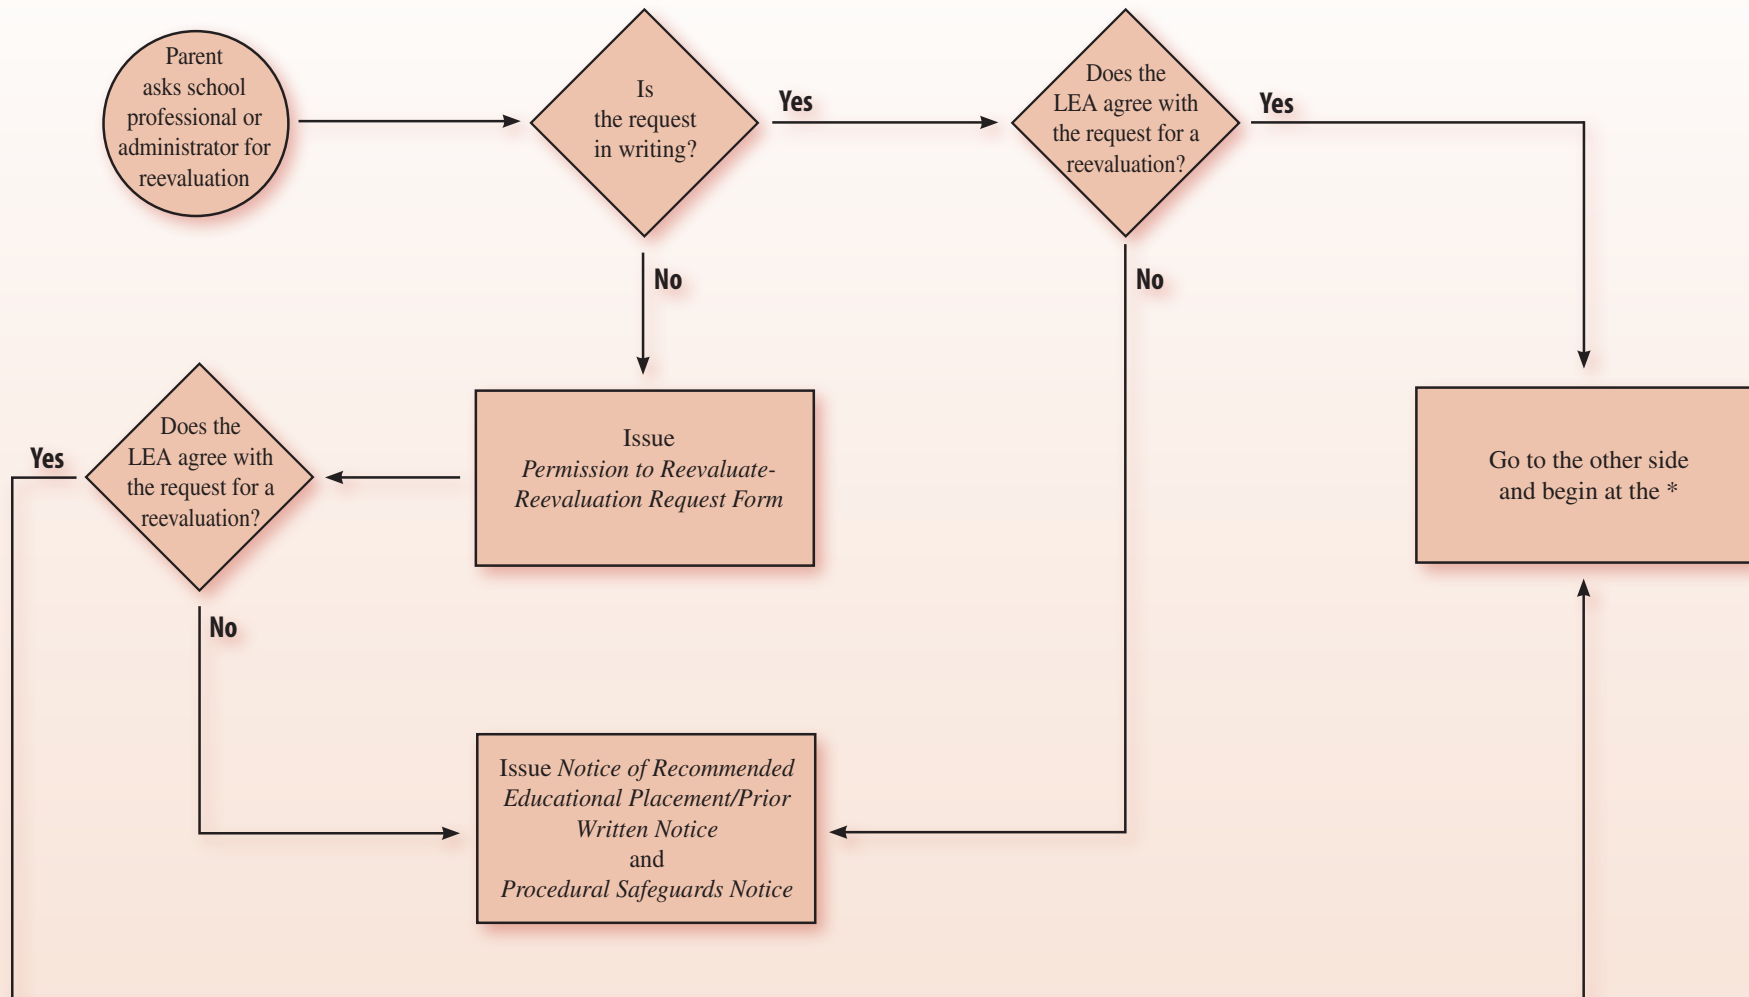 Parent
asks school
professional or
administrator for
reevaluation
Is
the request
in writing?
Yes
Does the
LEA agree with
the request for a
reevaluation?
Yes
No
No
Does the
LEA agree with
the request for a
reevaluation?
Yes
Issue
Permission to Reevaluate-
Reevaluation Request Form
Go to the other side
and begin at the *
No
Issue Notice of Recommended
Educational Placement/Prior
Written Notice
and
Procedural Safeguards Notice